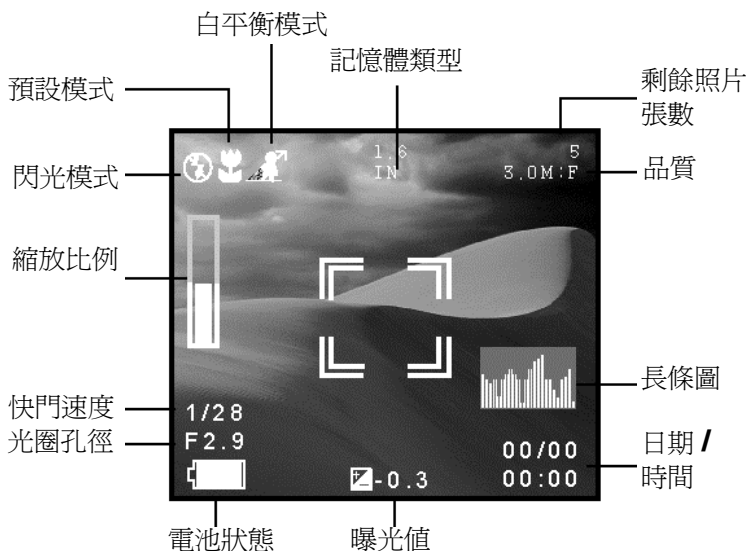 白平衡模式
記憶體類型
預設模式
剩餘照片
張數
閃光模式
品質
1.6
IN
5
3.0M:F
縮放比例
長條圖
快門速度
1/28
光圈孔徑
F2.9
00/00
00:00
日期 /
時間
-0.3
電池狀態
曝光值